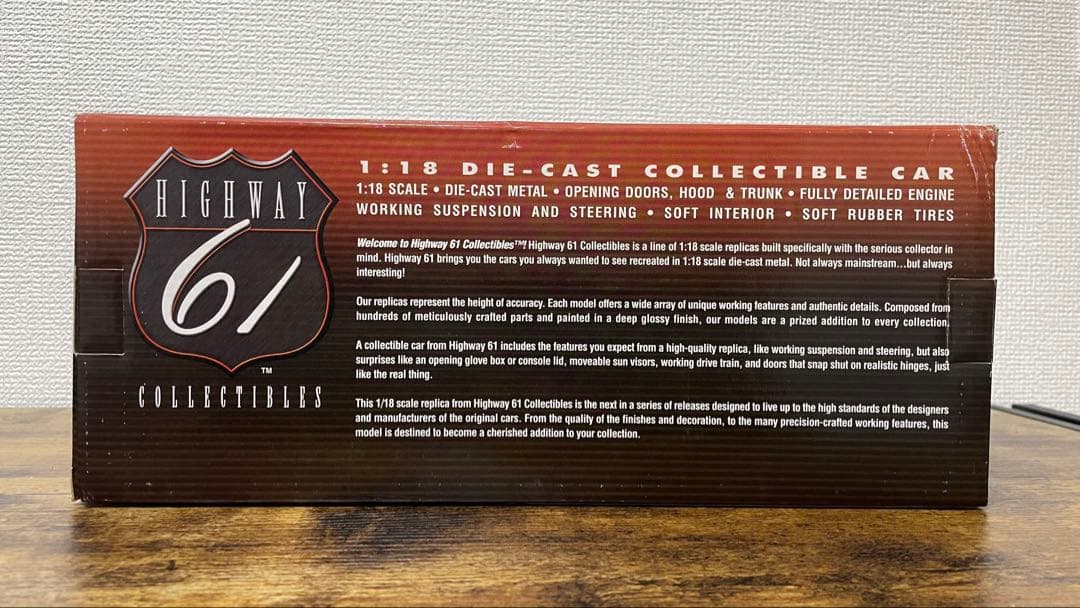 HIGHWAY
61
TM
COLLECTIBLES
1:18 DIE-CAST COLLECTIBLE CAR
1:18 SCALE • DIE-CAST METAL • OPENING DOORS, HOOD & TRUNK • FULLY DETAILED ENGINE
WORKING SUSPENSION AND STEERING • SOFT INTERIOR • SOFT RUBBER TIRES
Welcome to Highway 61 Collectibles™! Highway 61 Collectibles is a line of 1:18 scale replicas built specifically with the serious collector in
mind. Highway 61 brings you the cars you always wanted to see recreated in 1:18 scale die-cast metal. Not always mainstream...but always
interesting!
Our replicas represent the height of accuracy. Each model offers a wide array of unique working features and authentic details. Composed from
hundreds of meticulously crafted parts and painted in a deep glossy finish, our models are a prized addition to every collection.
A collectible car from Highway 61 includes the features you expect from a high-quality replica, like working suspension and steering, but also
surprises like an opening glove box or console lid, moveable sun visors, working drive train, and doors that snap shut on realistic hinges, just
like the real thing.
This 1/18 scale replica from Highway 61 Collectibles is the next in a series of releases designed to live up to the high standards of the designers
and manufacturers of the original cars. From the quality of the finishes and decoration, to the many precision-crafted working features, this
model is destined to become a cherished addition to your collection.